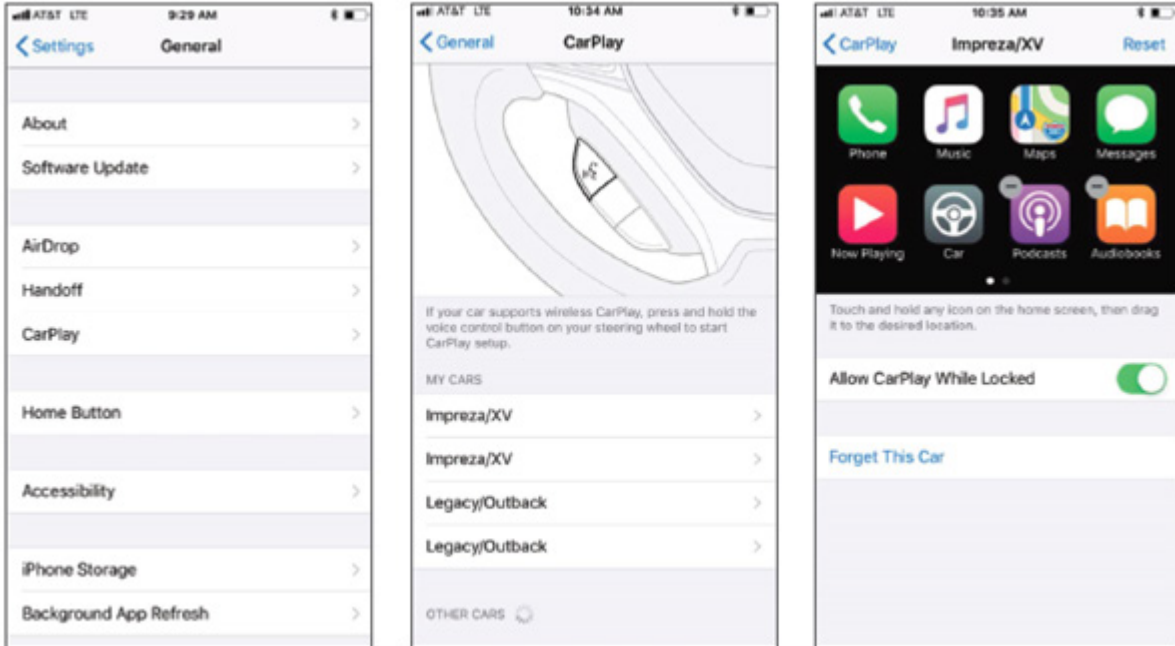 AT&T LTE 9:29 AM
Settings General
About
Software Update
AirDrop
Handoff
CarPlay
Home Button
Accessibility
iPhone Storage
Background App Refresh
AT&T LTE 10:34 AM
General CarPlay
If your car supports wireless CarPlay, press and hold the
voice control button on your steering wheel to start
CarPlay setup.
MY CARS
Impreza/XV
Impreza/XV
Legacy/Outback
Legacy/Outback
OTHER CARS
AT&T LTE 10:35 AM
CarPlay Impreza/XV Reset
Phone Music Maps Messages
Now Playing Car Podcasts Audiobooks
Touch and hold any icon on the home screen, then drag
it to the desired location.
Allow CarPlay While Locked
Forget This Car